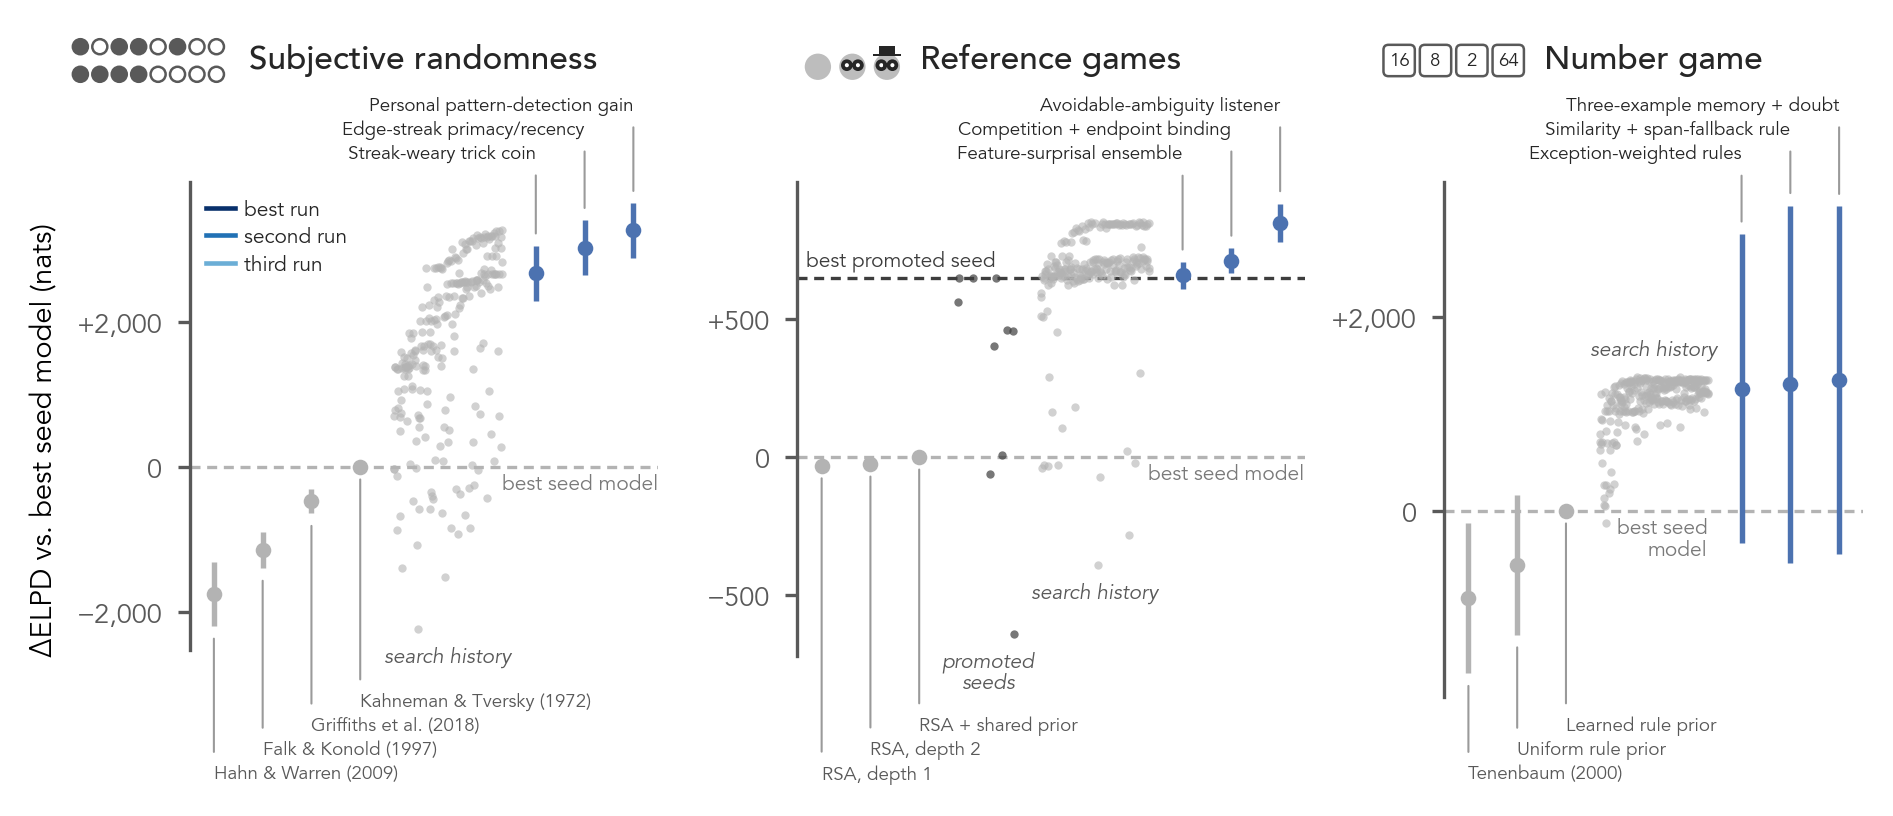 Subjective randomness
Personal pattern-detection gain
Edge-streak primacy/recency
Streak-weary trick coin
ΔELPD vs. best seed model (nats)
best run
second run
third run
+2,000
0
−2,000
best seed model
search history
Kahneman & Tversky (1972)
Griffiths et al. (2018)
Falk & Konold (1997)
Hahn & Warren (2009)
Reference games
Avoidable-ambiguity listener
Competition + endpoint binding
Feature-surprisal ensemble
best promoted seed
+500
0
−500
best seed model
search history
promoted
seeds
RSA + shared prior
RSA, depth 2
RSA, depth 1
16 8 2 64
Number game
Three-example memory + doubt
Similarity + span-fallback rule
Exception-weighted rules
+2,000
0
search history
best seed
model
Learned rule prior
Uniform rule prior
Tenenbaum (2000)